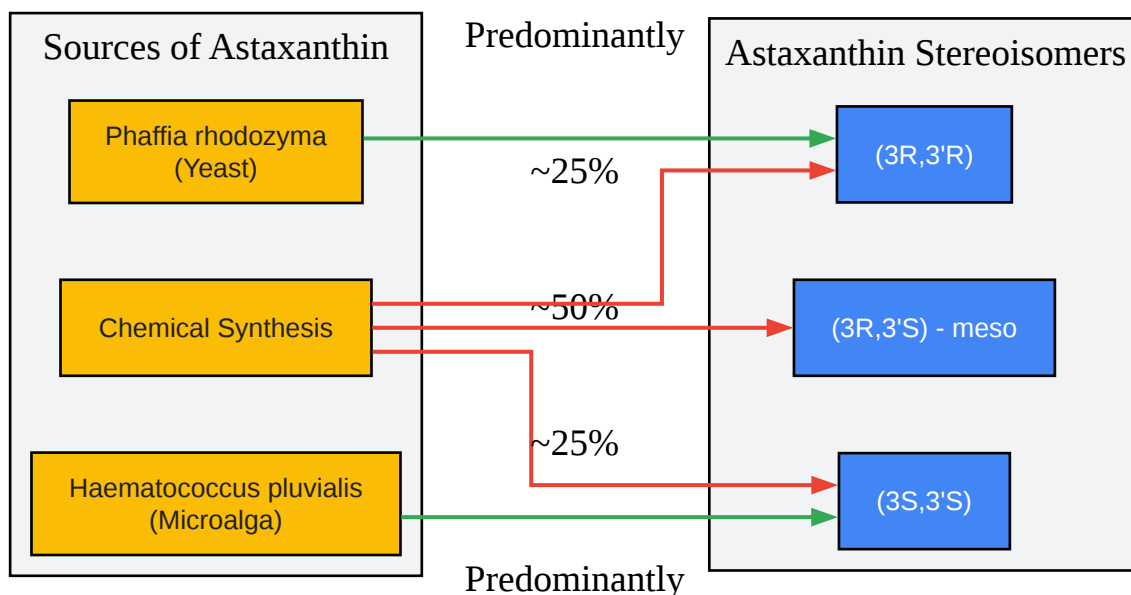 Sources of Astaxanthin
Phaffia rhodozyma
(Yeast)
Chemical Synthesis
Haematococcus pluvialis
(Microalga)
Predominantly
~25%
~50%
~25%
Predominantly
Astaxanthin Stereoisomers
(3R,3'R)
(3R,3'S) - meso
(3S,3'S)